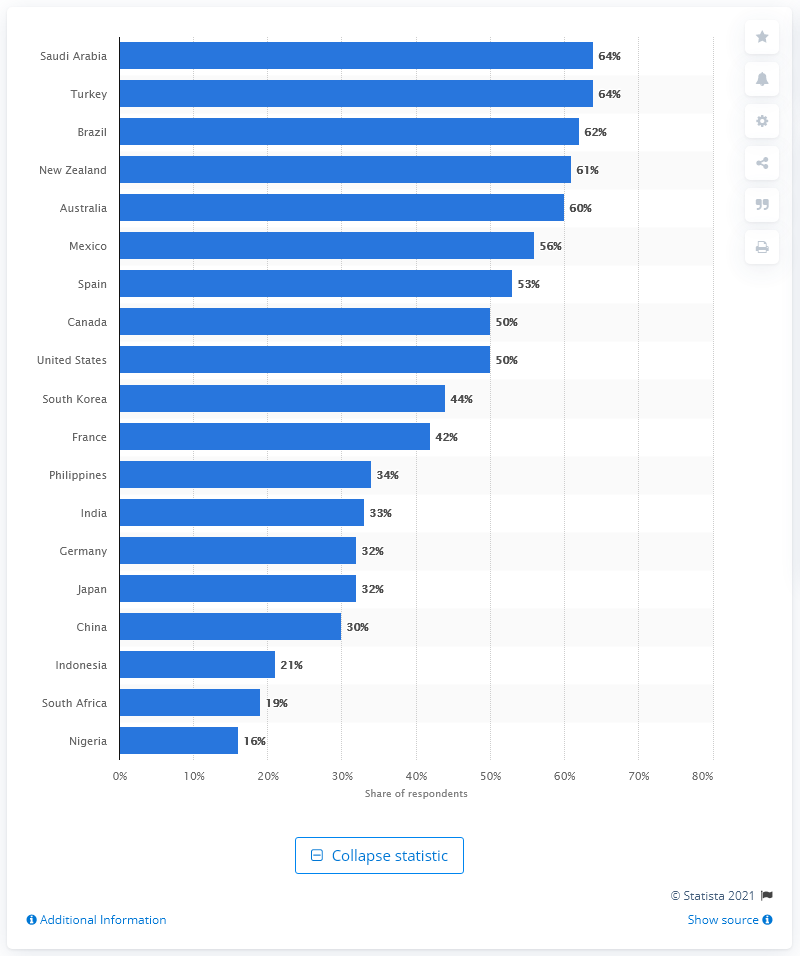 Saudi Arabia 64%
Turkey 64%
Brazil 62%
New Zealand 61%
Australia 60%
Mexico 56%
Spain 53%
Canada 50%
United States 50%
South Korea 44%
France 42%
Philippines 34%
India 33%
Germany 32%
Japan 32%
China 30%
Indonesia 21%
South Africa 19%
Nigeria 16%
0% 10% 20% 30% 40% 50% 60% 70% 80%
Share of respondents
Collapse statistic
© Statista 2021
Additional Information Show source